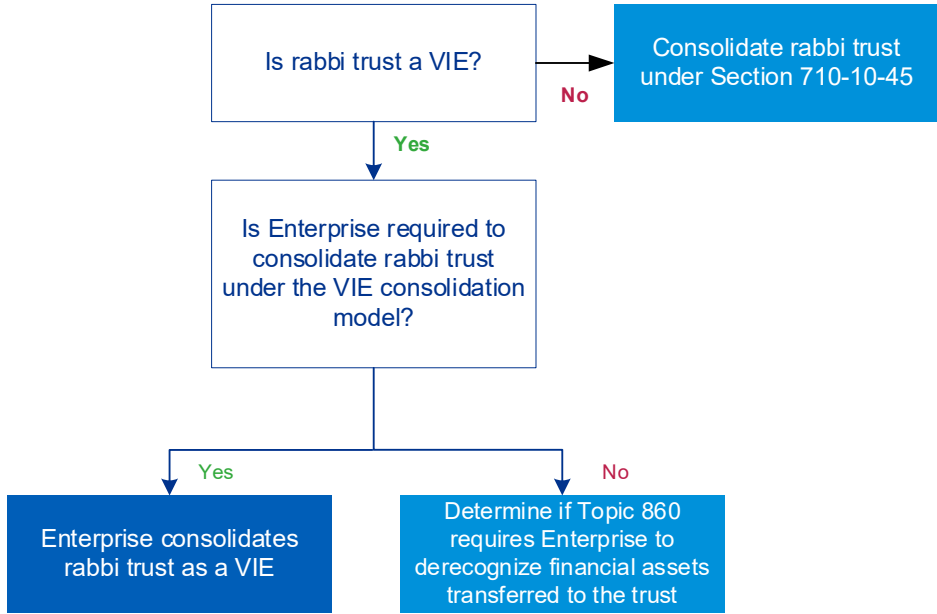 Is rabbi trust a VIE?
Consolidate rabbi trust
under Section 710-10-45
No
Yes
Is Enterprise required to
consolidate rabbi trust
under the VIE consolidation
model?
Yes
No
Enterprise consolidates
rabbi trust as a VIE
Determine if Topic 860
requires Enterprise to
derecognize financial assets
transferred to the trust